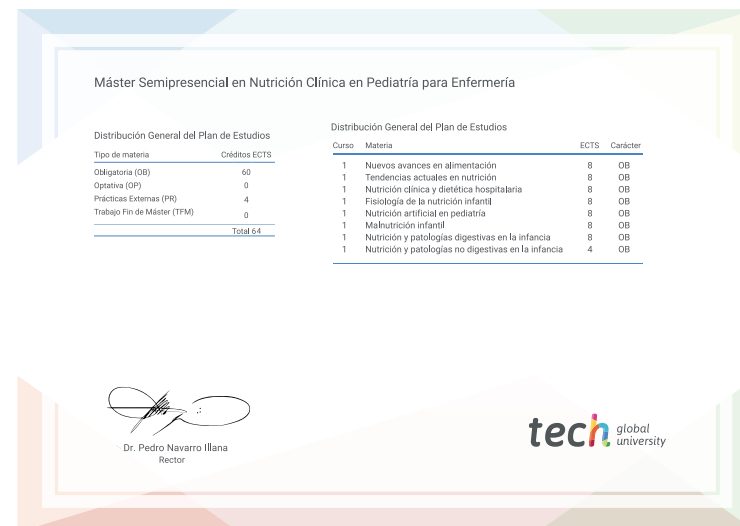 Máster Semipresencial en Nutrición Clínica en Pediatría para Enfermería
Distribución General del Plan de Estudios
Tipo de materia Créditos ECTS
Obligatoria (OB) 60
Optativa (OP) 0
Prácticas Externas (PR) 4
Trabajo Fin de Máster (TFM) 0
Total 64
Distribución General del Plan de Estudios
Curso Materia ECTS Carácter
1 Nuevos avances en alimentación 8 OB
1 Tendencias actuales en nutrición 8 OB
1 Nutrición clínica y dietética hospitalaria 8 OB
1 Fisiología de la nutrición infantil 8 OB
1 Nutrición artificial en pediatría 8 OB
1 Malnutrición infantil 8 OB
1 Nutrición y patologías digestivas en la infancia 8 OB
1 Nutrición y patologías no digestivas en la infancia 4 OB
Dr. Pedro Navarro Illana
Rector
tech global university